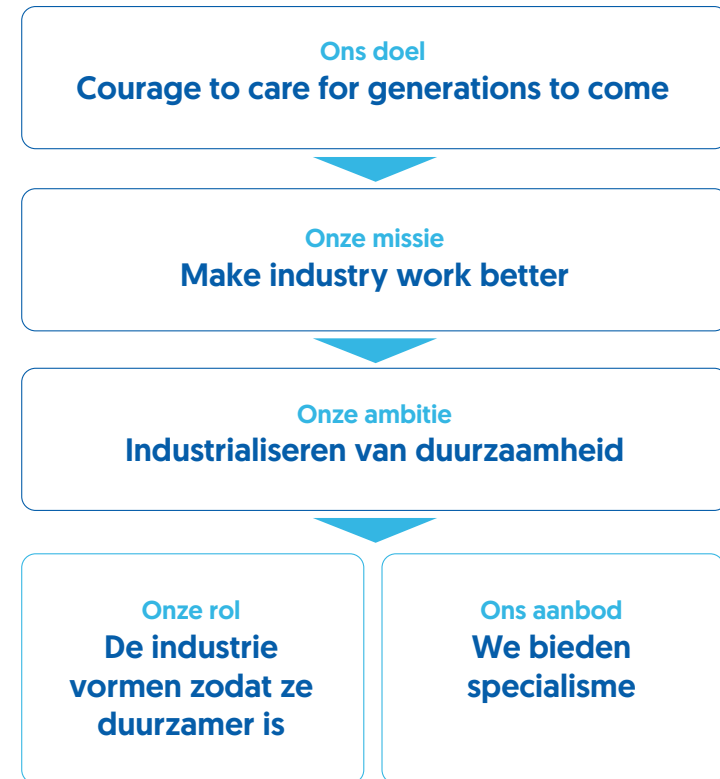 Ons doel
Courage to care for generations to come
Onze missie
Make industry work better
Onze ambitie
Industrialiseren van duurzaamheid
Onze rol
De industrie
vormen zodat ze
duurzamer is
Ons aanbod
We bieden
specialisme